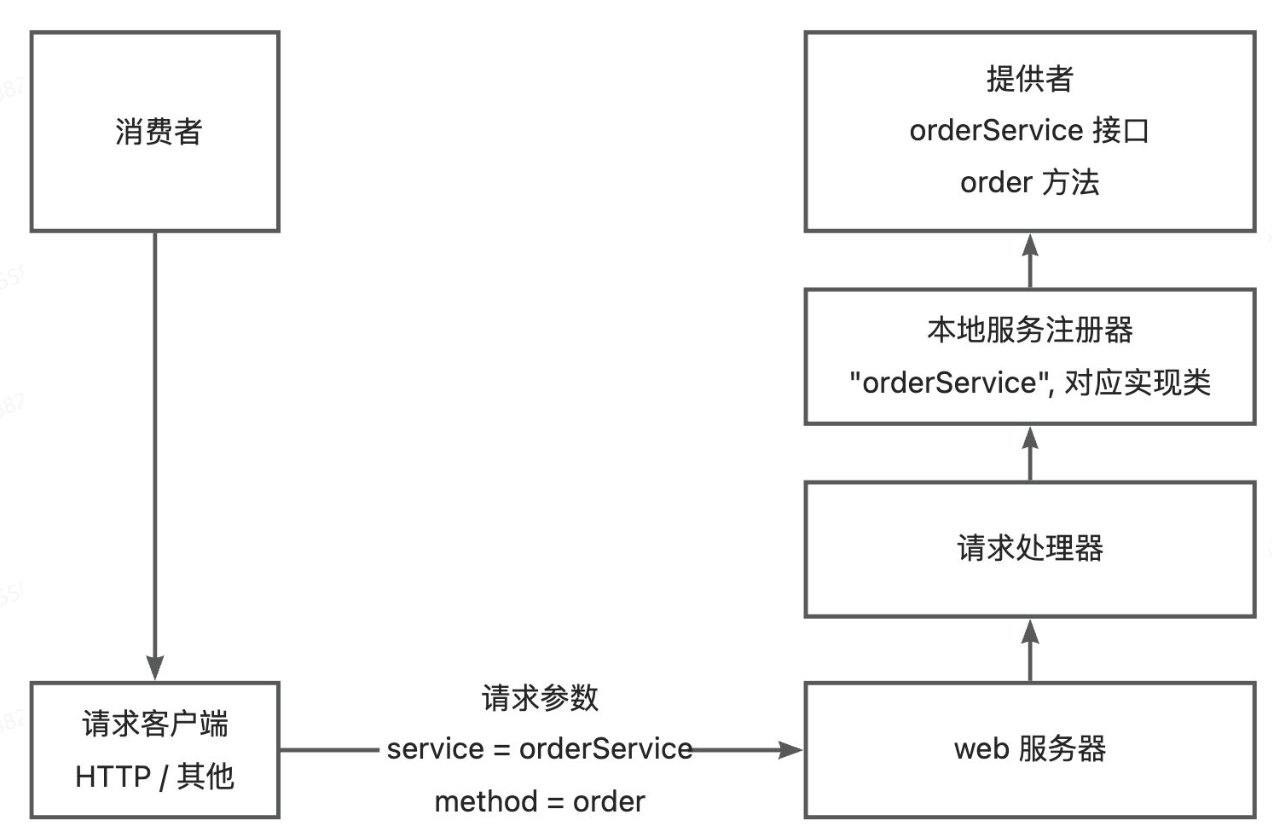 消费者
提供者
orderService 接口
order 方法
本地服务注册器
"orderService", 对应实现类
请求处理器
请求客户端
HTTP / 其他
请求参数
service = orderService
method = order
web 服务器